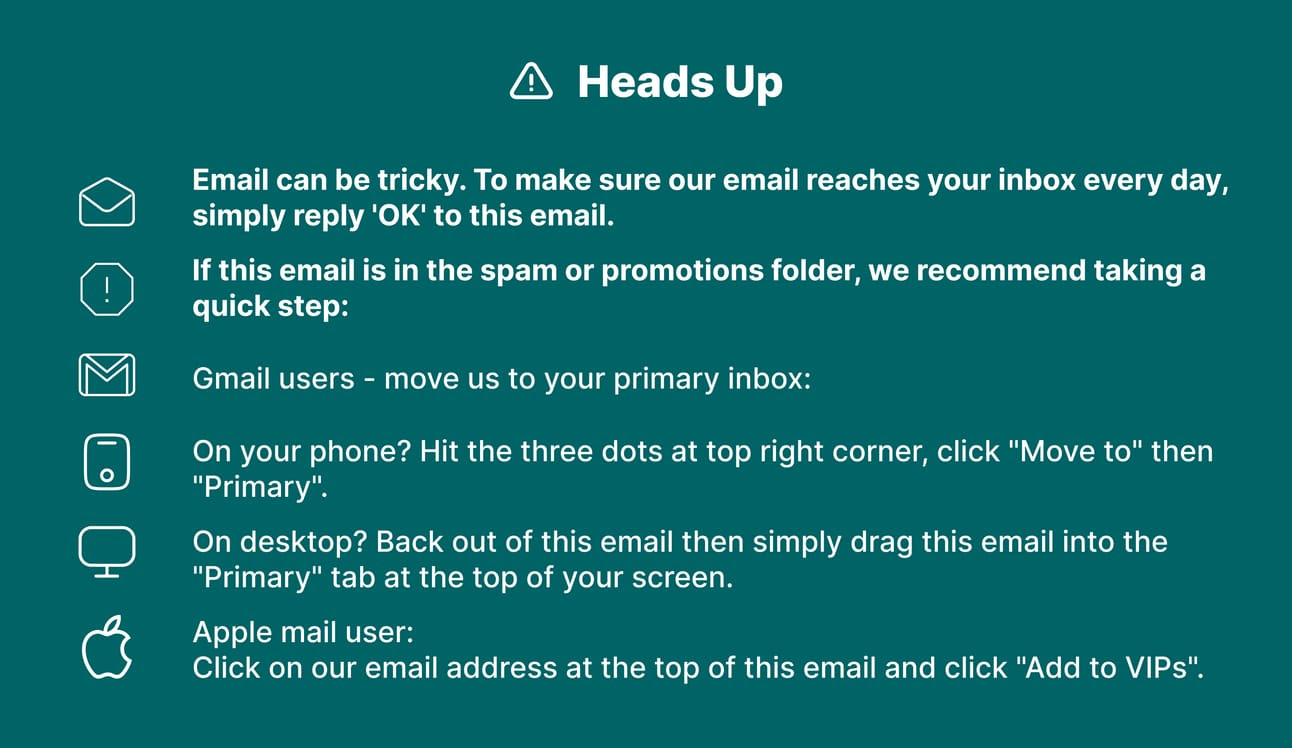 Heads Up
Email can be tricky. To make sure our email reaches your inbox every day,
simply reply 'OK' to this email.
If this email is in the spam or promotions folder, we recommend taking a
quick step:
Gmail users - move us to your primary inbox:
On your phone? Hit the three dots at top right corner, click "Move to" then
"Primary".
On desktop? Back out of this email then simply drag this email into the
"Primary" tab at the top of your screen.
Apple mail user:
Click on our email address at the top of this email and click "Add to VIPs".